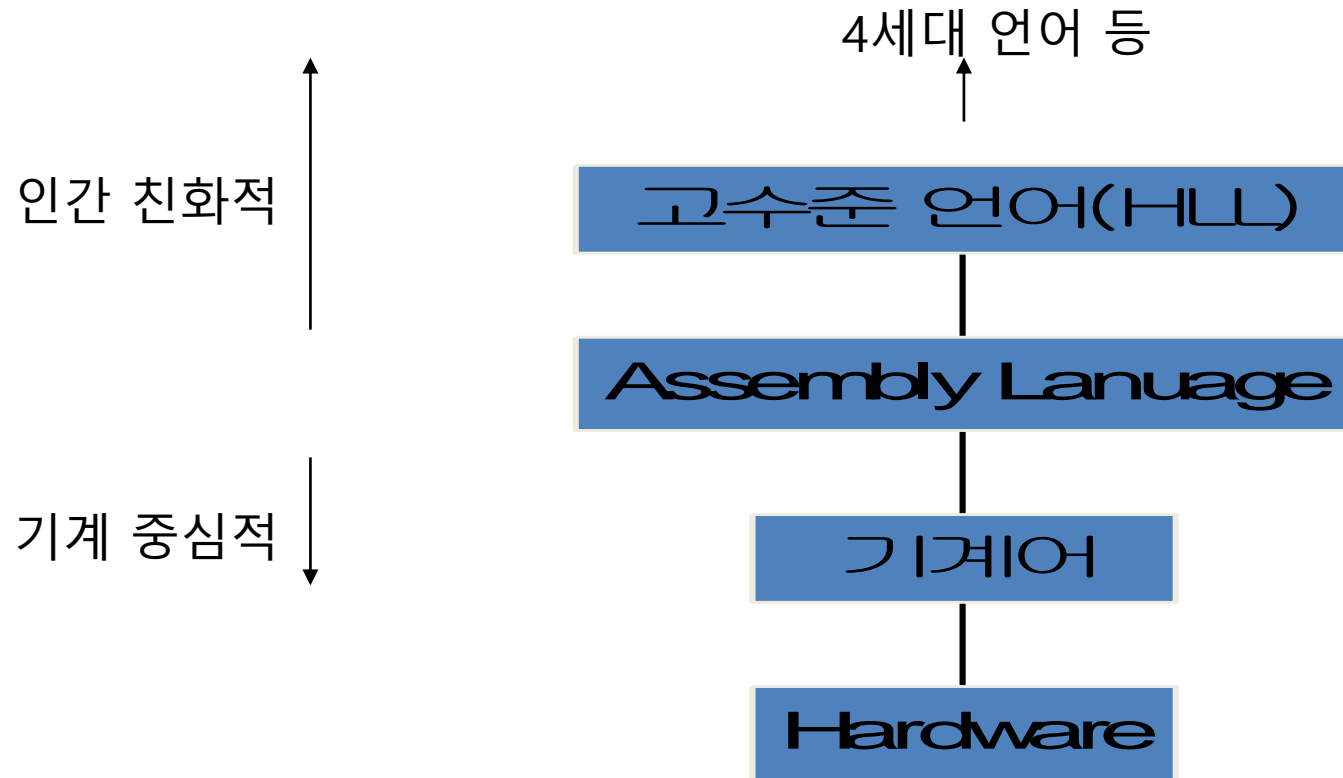 4세대 언어 등
인간 친화적
고수준 언어(HLL)
Assembly Lanuage
기계 중심적
기계어
Hardware